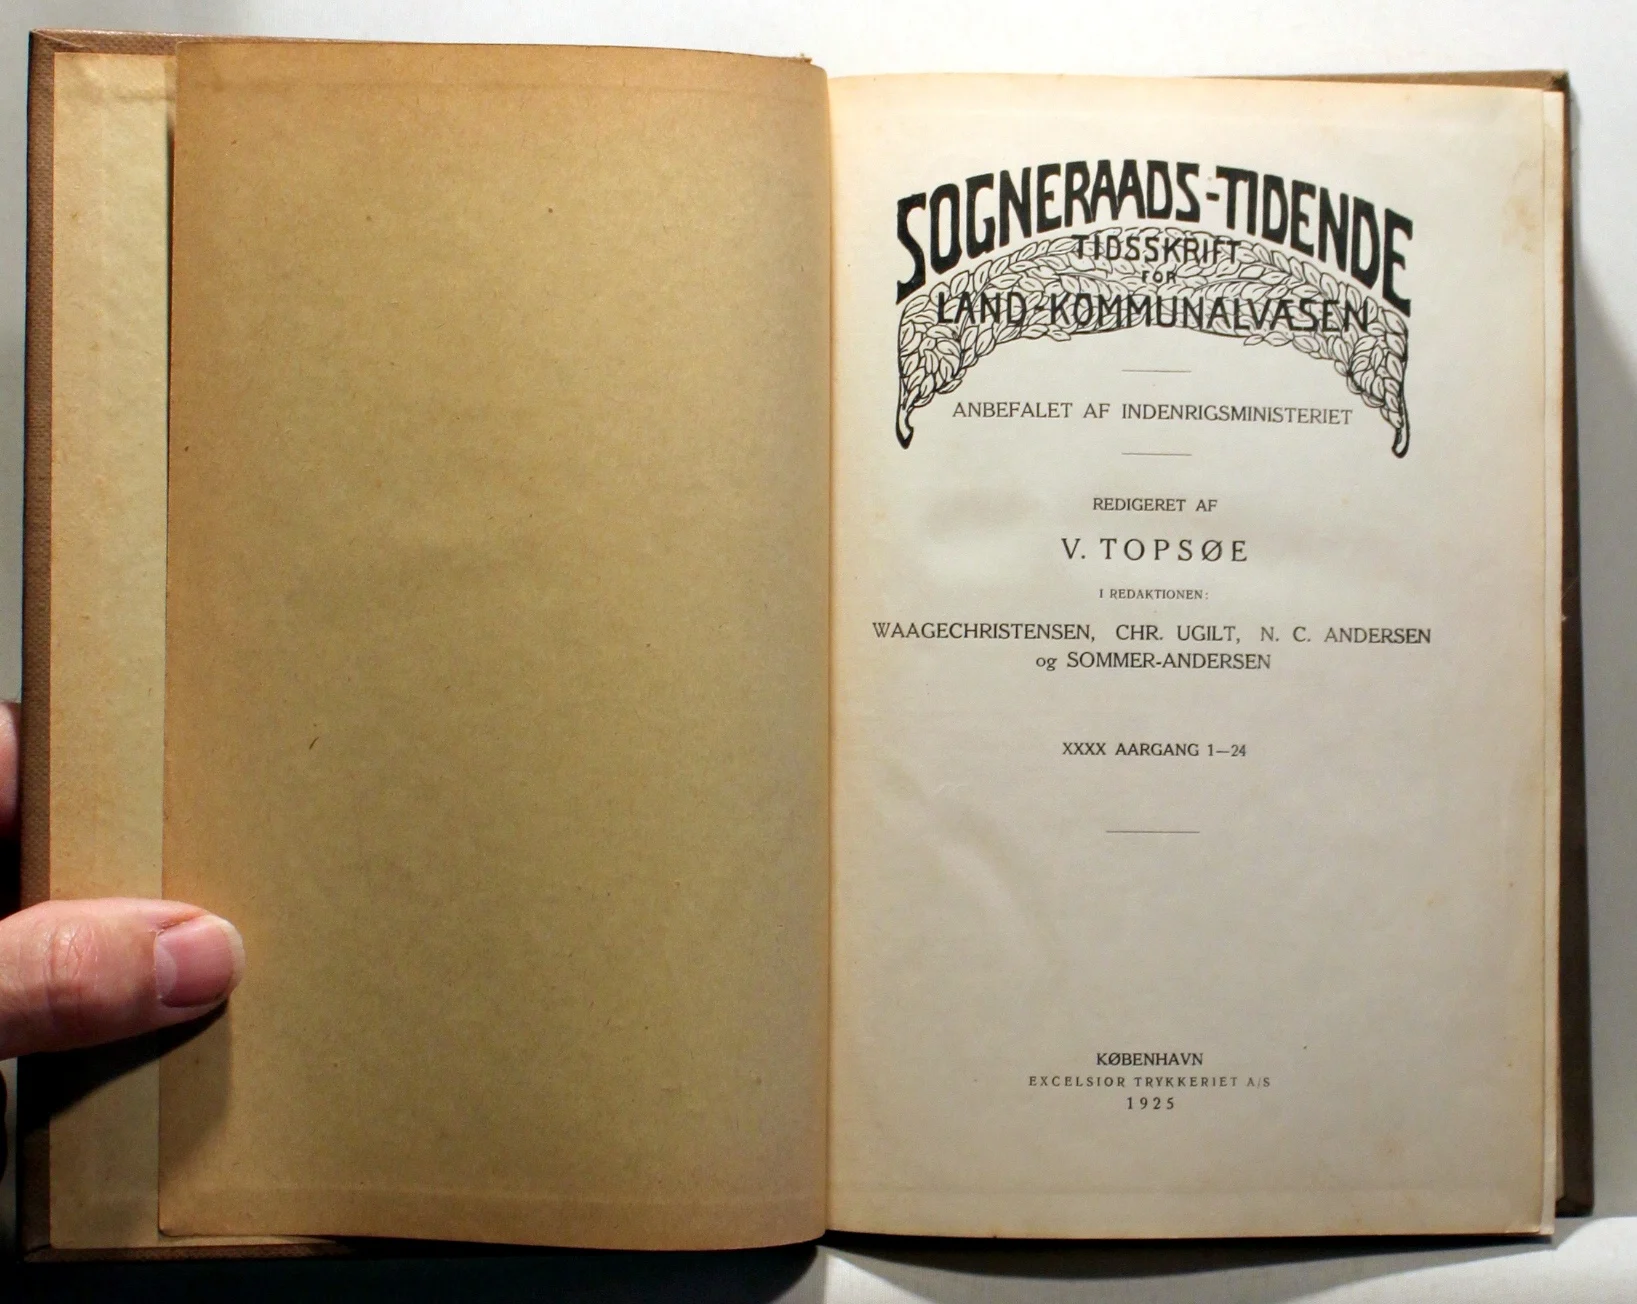 SOGNERAADS-TIDENDE
TIDSSKRIFT
FOR
LAND-KOMMUNALVÆSEN
ANBEFALET AF INDENRIGSMINISTERIET
REDIGERET AF
V. TOPSØE
I REDAKTIONEN:
WAAGECHRISTENSEN, CHR. UGILT, N. C. ANDERSEN
og SOMMER-ANDERSEN
XXXX AARGANG 1—24
KØBENHAVN
EXCELSIOR TRYKKERIET A/S
1925